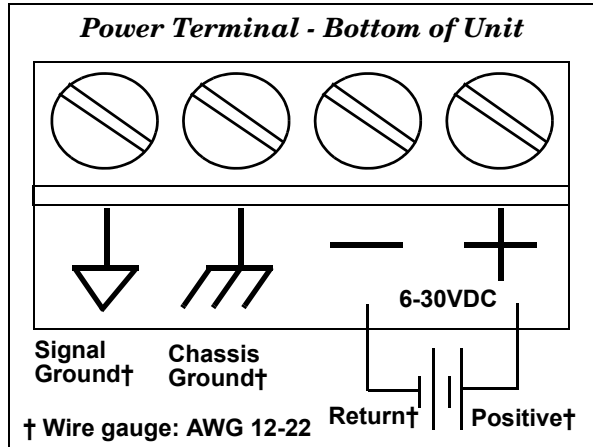 Power Terminal - Bottom of Unit
6-30VDC
Signal
Ground†
Chassis
Ground†
Return†
Positive†
† Wire gauge: AWG 12-22